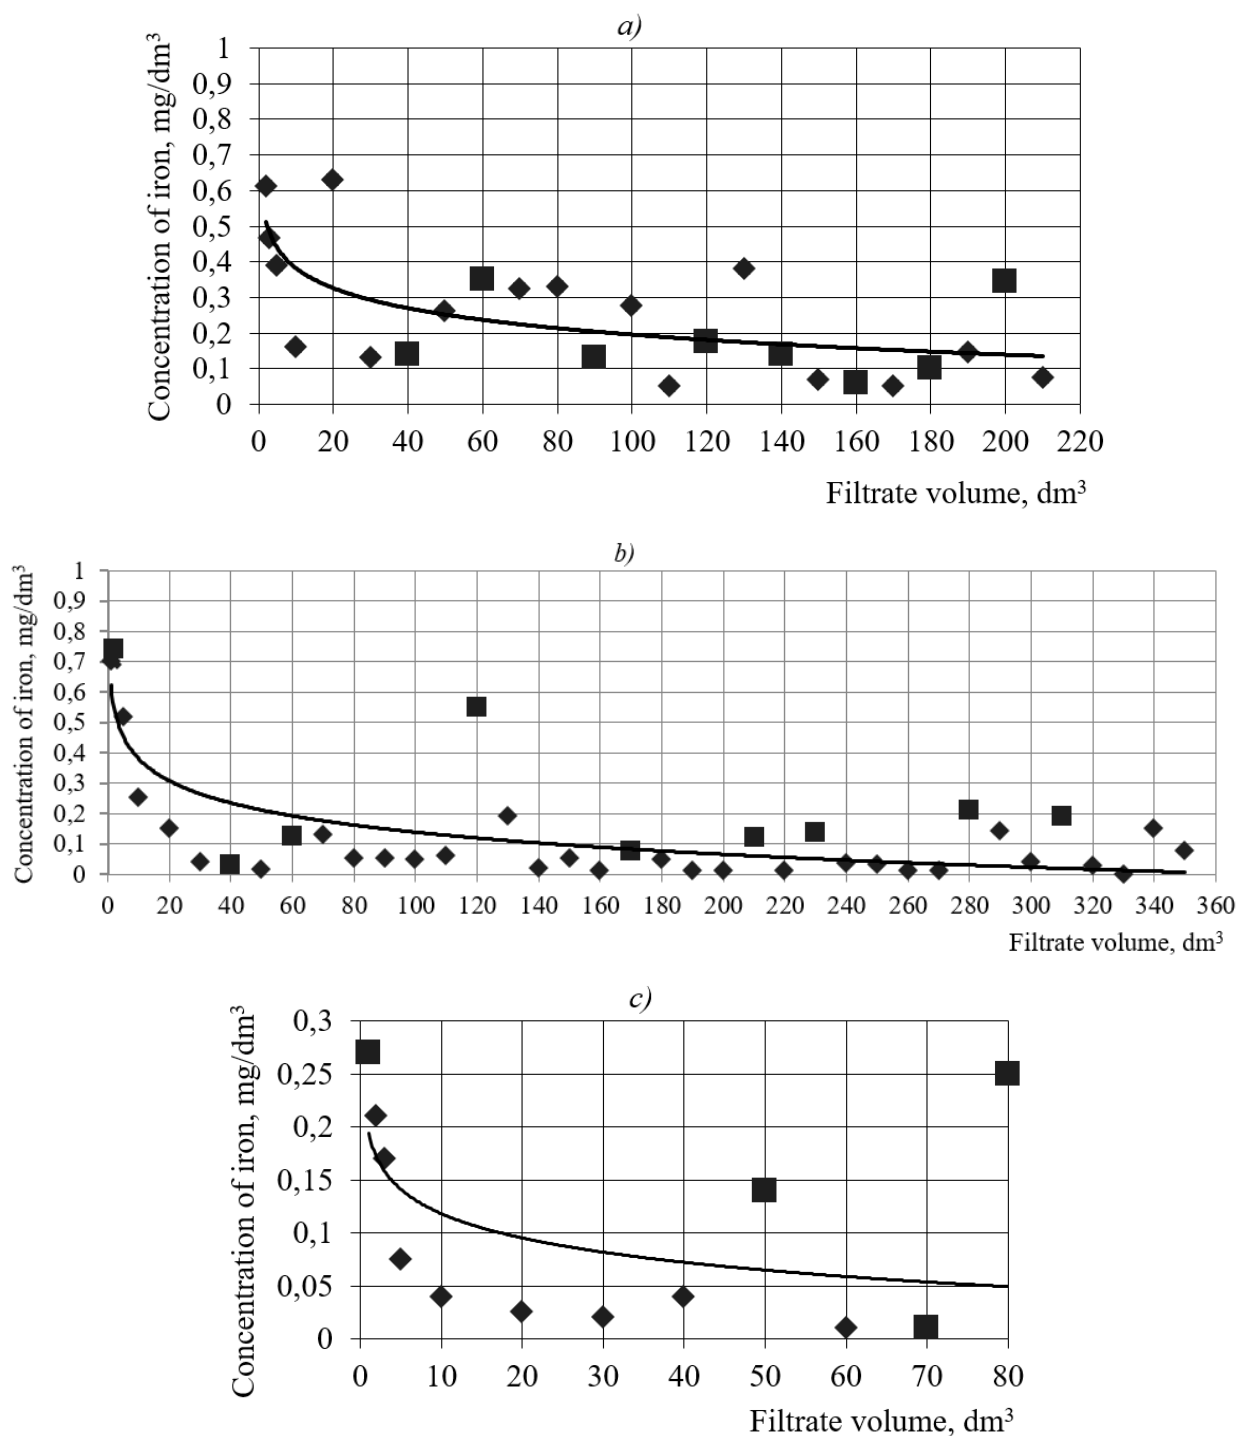 a)
Concentration of iron, mg/dm³
1
0,9
0,8
0,7
0,6
0,5
0,4
0,3
0,2
0,1
0
0 20 40 60 80 100 120 140 160 180 200 220
Filtrate volume, dm³
b)
Concentration of iron, mg/dm³
1
0,9
0,8
0,7
0,6
0,5
0,4
0,3
0,2
0,1
0
0 20 40 60 80 100 120 140 160 180 200 220 240 260 280 300 320 340 360
Filtrate volume, dm³
c)
Concentration of iron, mg/dm³
0,3
0,25
0,2
0,15
0,1
0,05
0
0 10 20 30 40 50 60 70 80
Filtrate volume, dm³